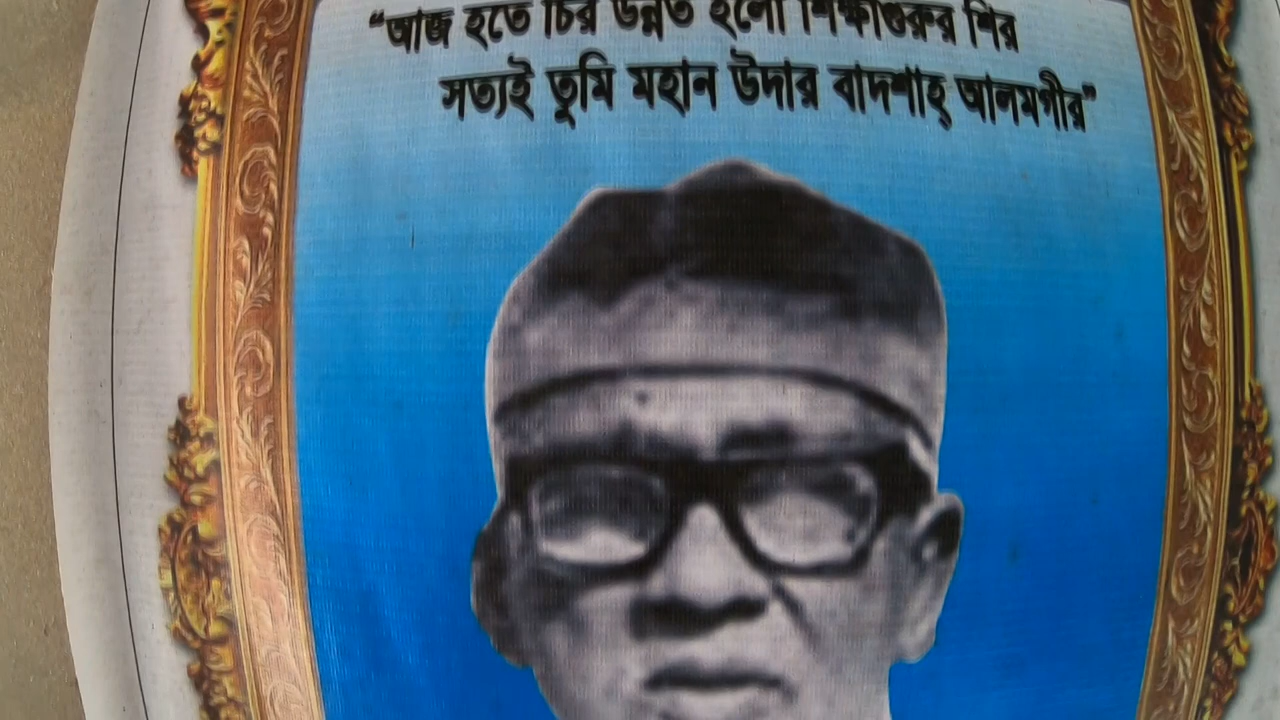 “আজ হতে চির উন্নত হলো শিক্ষাগুরুর শির
সত্যই তুমি মহান উদার বাদশাহ্ আলমগীর”